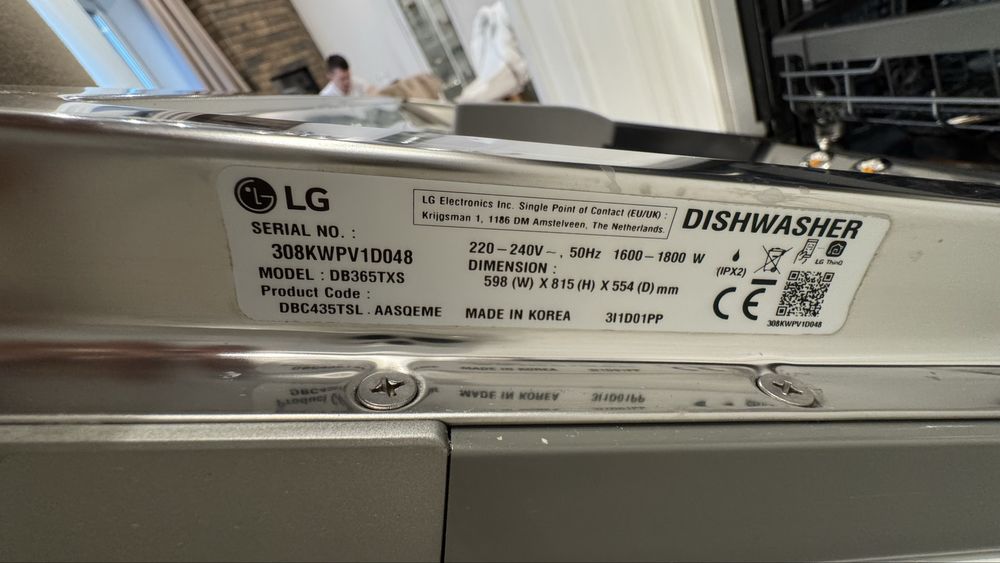 LG
LG Electronics Inc. Single Point of Contact (EU/UK) :
Krijgsman 1, 1186 DM Amstelveen, The Netherlands.
DISHWASHER
SERIAL NO. :
308KWPV1D048
MODEL : DB365TXS
Product Code :
DBC435TSL . AASQEME
220 – 240V ~ , 50Hz 1600 – 1800 W
DIMENSION :
598 (W) X 815 (H) X 554 (D) mm
MADE IN KOREA 3I1D01PP
(IPX2)
LG ThinQ
CE
308KWPV1D048